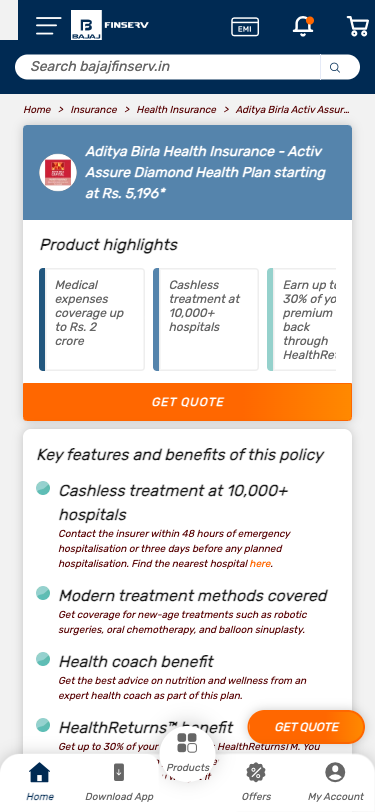 BAJAJ
FINSERV
EMI
Search bajajfinserv.in
Home > Insurance > Health Insurance > Aditya Birla Activ Assur...
Aditya Birla Health Insurance - Activ
Assure Diamond Health Plan starting
at Rs. 5,196*
Product highlights
Medical
expenses
coverage up
to Rs. 2
crore
Cashless
treatment at
10,000+
hospitals
Earn up to
30% of yo
premium
back
through
HealthRet
GET QUOTE
Key features and benefits of this policy
Cashless treatment at 10,000+
hospitals
Contact the insurer within 48 hours of emergency
hospitalisation or three days before any planned
hospitalisation. Find the nearest hospital here.
Modern treatment methods covered
Get coverage for new-age treatments such as robotic
surgeries, oral chemotherapy, and balloon sinuplasty.
Health coach benefit
Get the best advice on nutrition and wellness from an
expert health coach as part of this plan.
HealthReturns™ benefit
Get up to 30% of your HealthReturnsTM. You
GET QUOTE
Home
Download App
Products
Offers
My Account